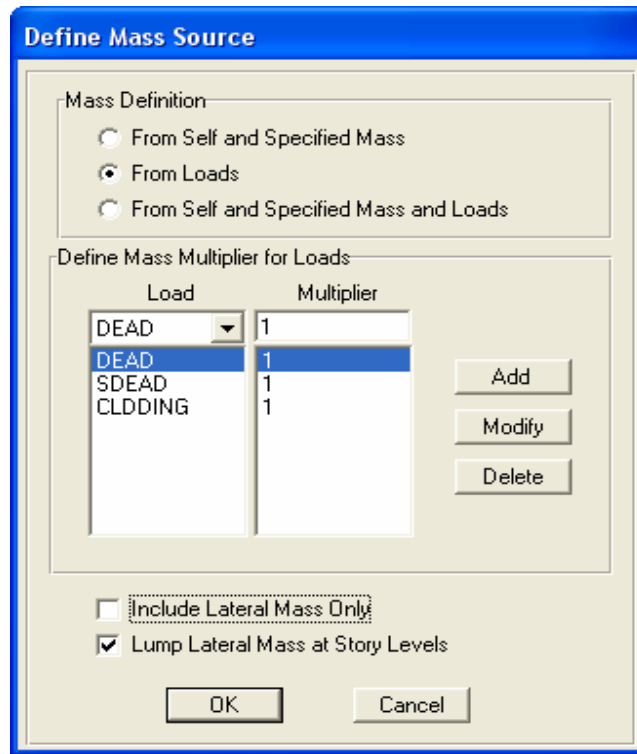 Define Mass Source
Mass Definition
From Self and Specified Mass
From Loads
From Self and Specified Mass and Loads
Define Mass Multiplier for Loads
Load Multiplier
DEAD 1
DEAD 1
SDEAD 1
CLDDING 1
Add
Modify
Delete
Include Lateral Mass Only
Lump Lateral Mass at Story Levels
OK Cancel